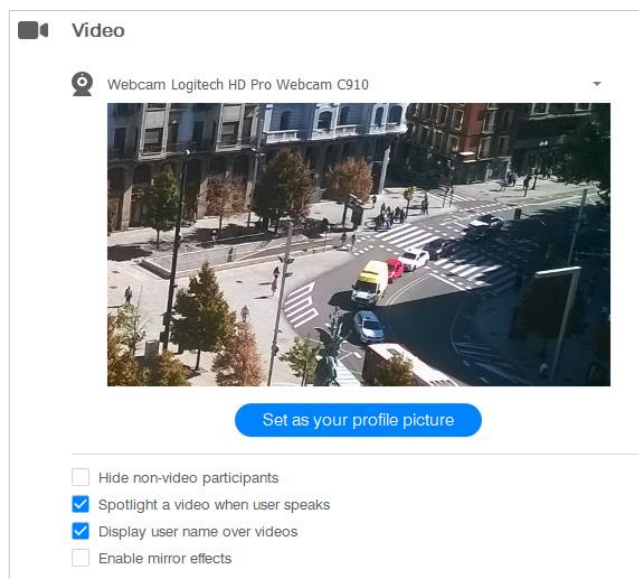 Video
Webcam Logitech HD Pro Webcam C910
Set as your profile picture
Hide non-video participants
Spotlight a video when user speaks
Display user name over videos
Enable mirror effects